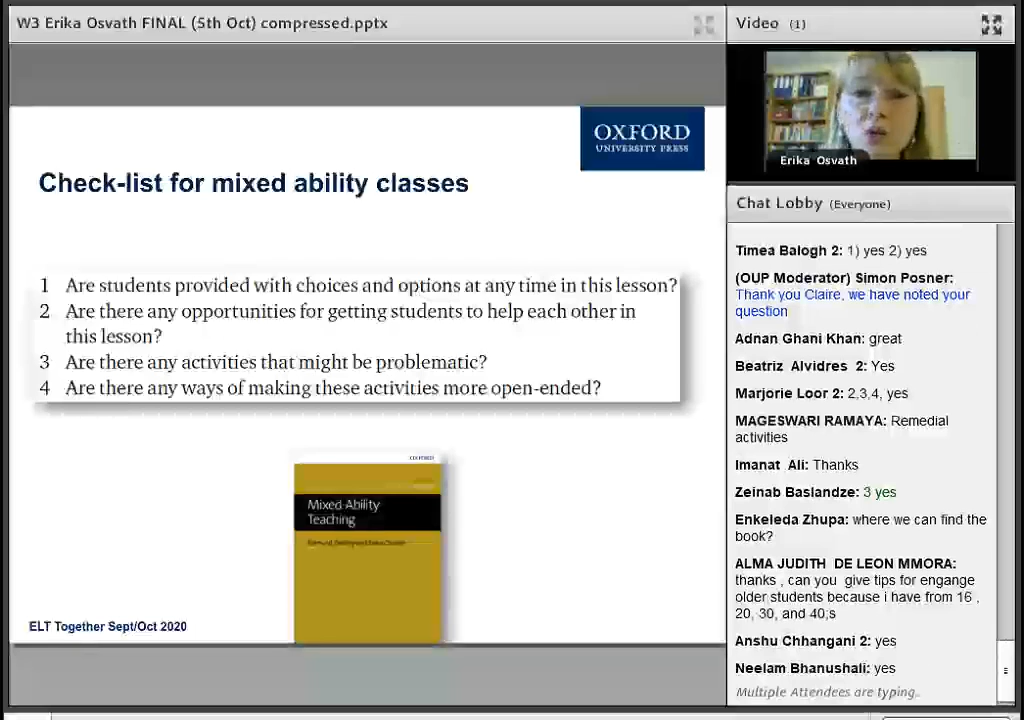 W3 Erika Osvath FINAL (5th Oct) compressed.pptx
OXFORD
UNIVERSITY PRESS
Check-list for mixed ability classes
1 Are students provided with choices and options at any time in this lesson?
2 Are there any opportunities for getting students to help each other in
this lesson?
3 Are there any activities that might be problematic?
4 Are there any ways of making these activities more open-ended?
OXFORD
Mixed Ability
Teaching
ELT Together Sept/Oct 2020
Video (1)
Erika Osvath
Chat Lobby (Everyone)
Timea Balogh 2: 1) yes 2) yes
(OUP Moderator) Simon Posner:
Thank you Claire, we have noted your
question
Adnan Ghani Khan: great
Beatriz Alvidres 2: Yes
Marjorie Loor 2: 2,3,4, yes
MAGESWARI RAMAYA: Remedial
activities
Imanat Ali: Thanks
Zeinab Baslandze: 3 yes
Enkeleda Zhupa: where we can find the
book?
ALMA JUDITH DE LEON MMORA:
thanks , can you give tips for engange
older students because i have from 16 ,
20, 30, and 40;s
Anshu Chhangani 2: yes
Neelam Bhanushali: yes
Multiple Attendees are typing..